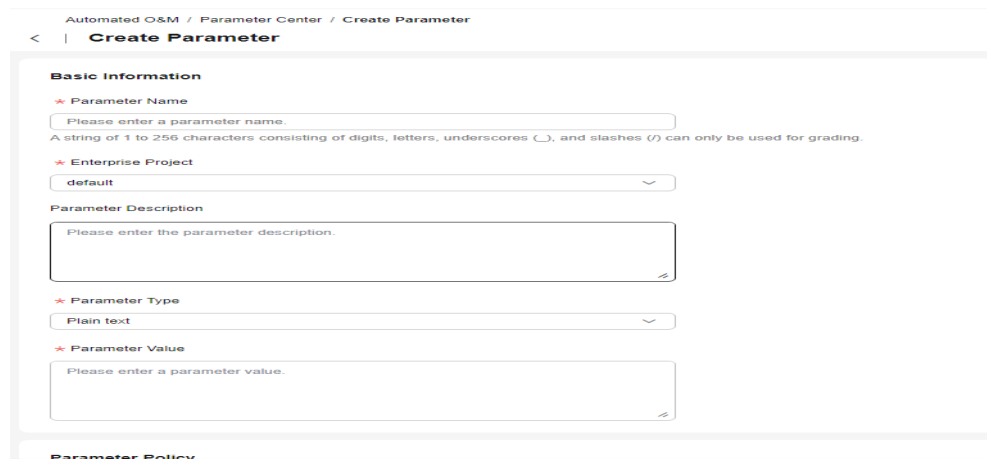 Automated O&M / Parameter Center / Create Parameter
< | Create Parameter
Basic Information
* Parameter Name
Please enter a parameter name.
A string of 1 to 256 characters consisting of digits, letters, underscores (_), and slashes (/) can only be used for grading.
* Enterprise Project
default
Parameter Description
Please enter the parameter description.
* Parameter Type
Plain text
* Parameter Value
Please enter a parameter value.
Parameter Policy